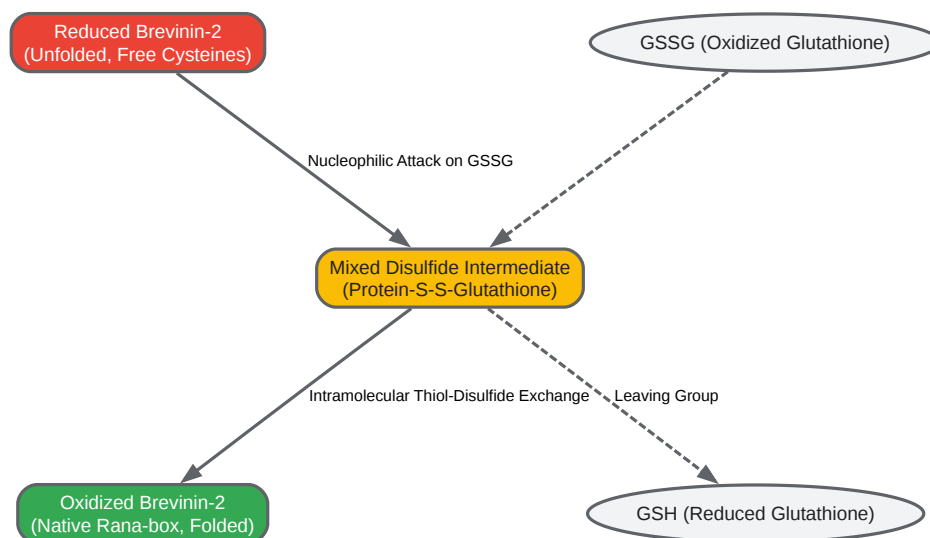 Reduced Brevinin-2
(Unfolded, Free Cysteines)
GSSG (Oxidized Glutathione)
Nucleophilic Attack on GSSG
Mixed Disulfide Intermediate
(Protein-S-S-Glutathione)
Intramolecular Thiol-Disulfide Exchange
Leaving Group
Oxidized Brevinin-2
(Native Rana-box, Folded)
GSH (Reduced Glutathione)